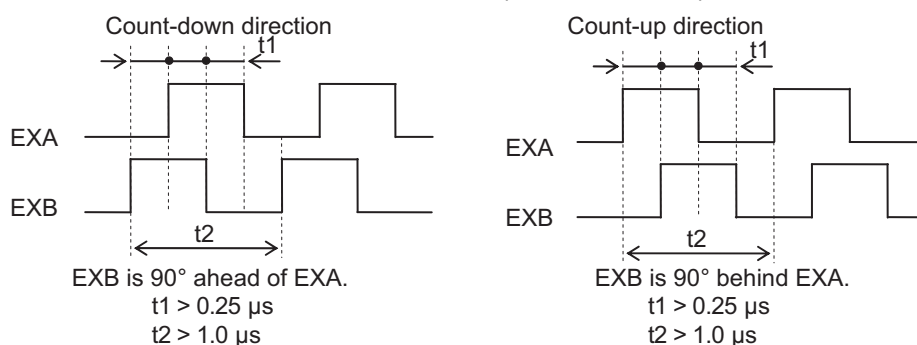 Count-down direction
t1
EXA
EXB
t2
EXB is 90° ahead of EXA.
t1 > 0.25 µs
t2 > 1.0 µs
Count-up direction
t1
EXA
EXB
t2
EXB is 90° behind EXA.
t1 > 0.25 µs
t2 > 1.0 µs